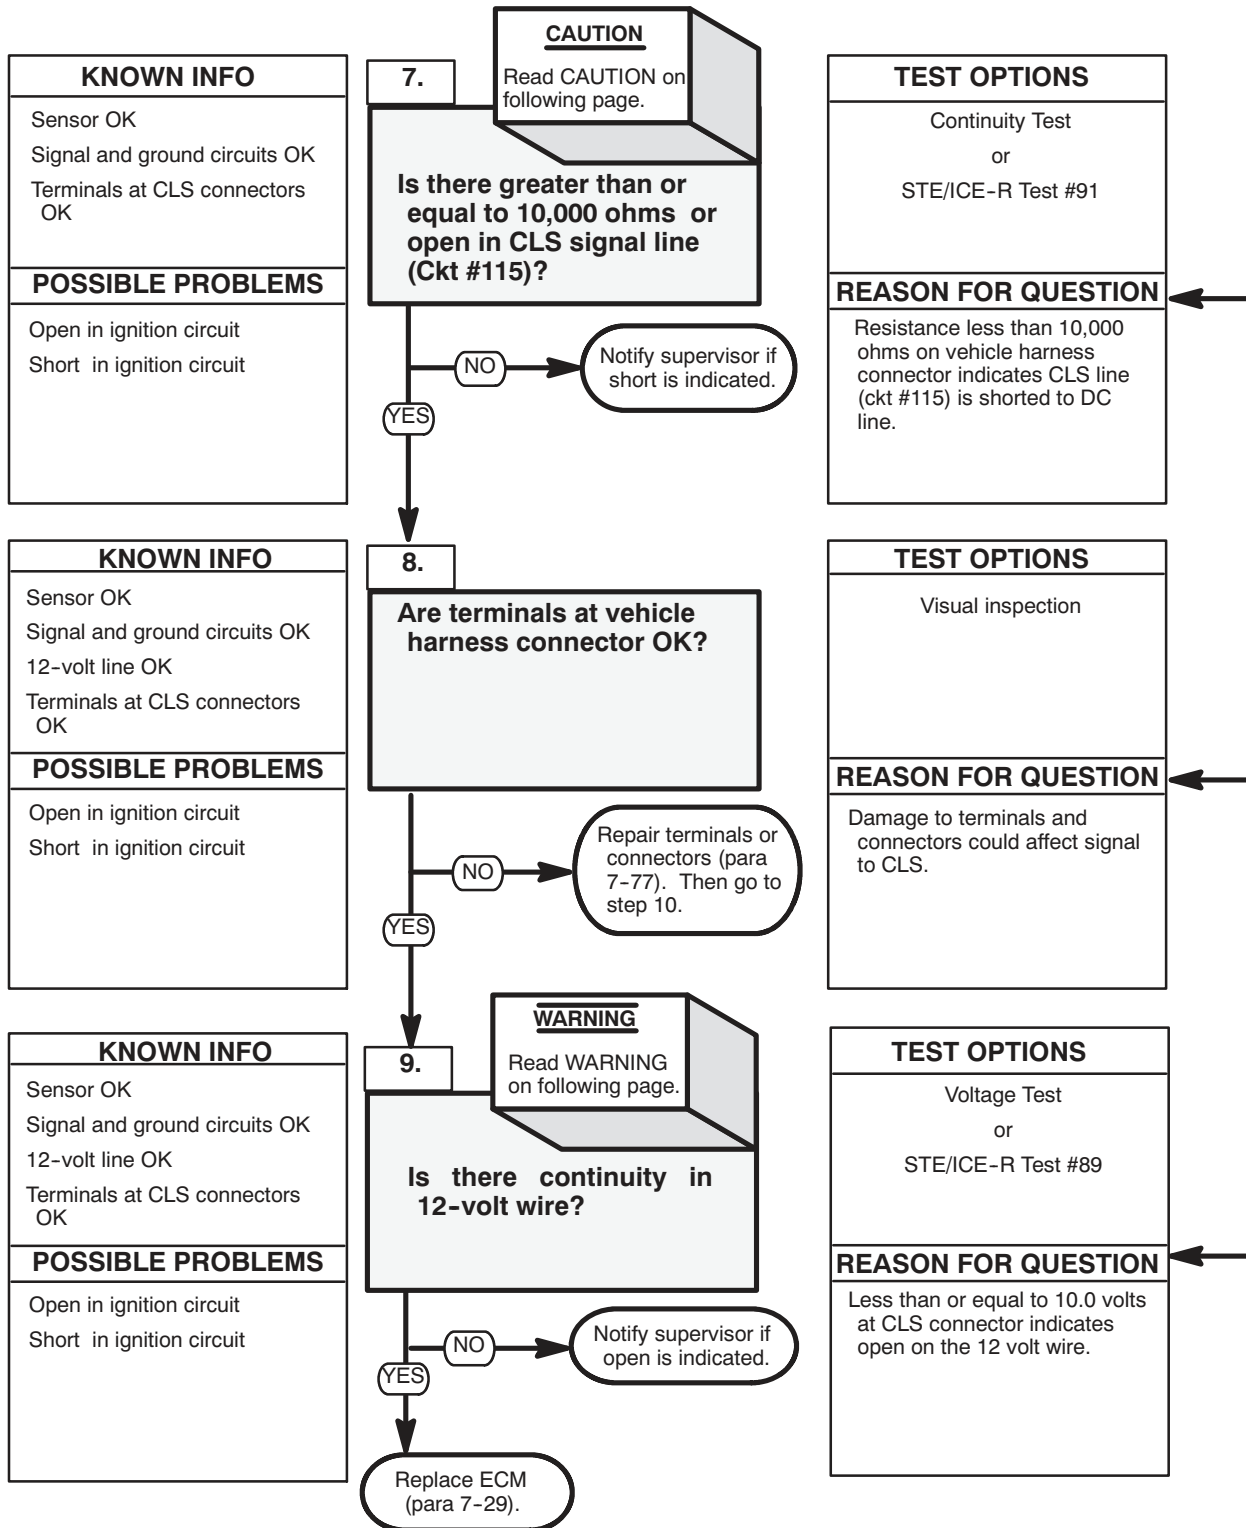 CAUTION
Read CAUTION on
following page.
KNOWN INFO
Sensor OK
Signal and ground circuits OK
Terminals at CLS connectors
OK
POSSIBLE PROBLEMS
Open in ignition circuit
Short in ignition circuit
7.
Is there greater than or
equal to 10,000 ohms or
open in CLS signal line
(Ckt #115)?
NO
Notify supervisor if
short is indicated.
YES
TEST OPTIONS
Continuity Test
or
STE/ICE-R Test #91
REASON FOR QUESTION
Resistance less than 10,000
ohms on vehicle harness
connector indicates CLS line
(ckt #115) is shorted to DC
line.
KNOWN INFO
Sensor OK
Signal and ground circuits OK
12-volt line OK
Terminals at CLS connectors
OK
POSSIBLE PROBLEMS
Open in ignition circuit
Short in ignition circuit
8.
Are terminals at vehicle
harness connector OK?
NO
Repair terminals or
connectors (para
7-77). Then go to
step 10.
YES
TEST OPTIONS
Visual inspection
REASON FOR QUESTION
Damage to terminals and
connectors could affect signal
to CLS.
WARNING
Read WARNING
on following page.
KNOWN INFO
Sensor OK
Signal and ground circuits OK
12-volt line OK
Terminals at CLS connectors
OK
POSSIBLE PROBLEMS
Open in ignition circuit
Short in ignition circuit
9.
Is there continuity in
12-volt wire?
NO
Notify supervisor if
open is indicated.
YES
Replace ECM
(para 7-29).
TEST OPTIONS
Voltage Test
or
STE/ICE-R Test #89
REASON FOR QUESTION
Less than or equal to 10.0 volts
at CLS connector indicates
open on the 12 volt wire.